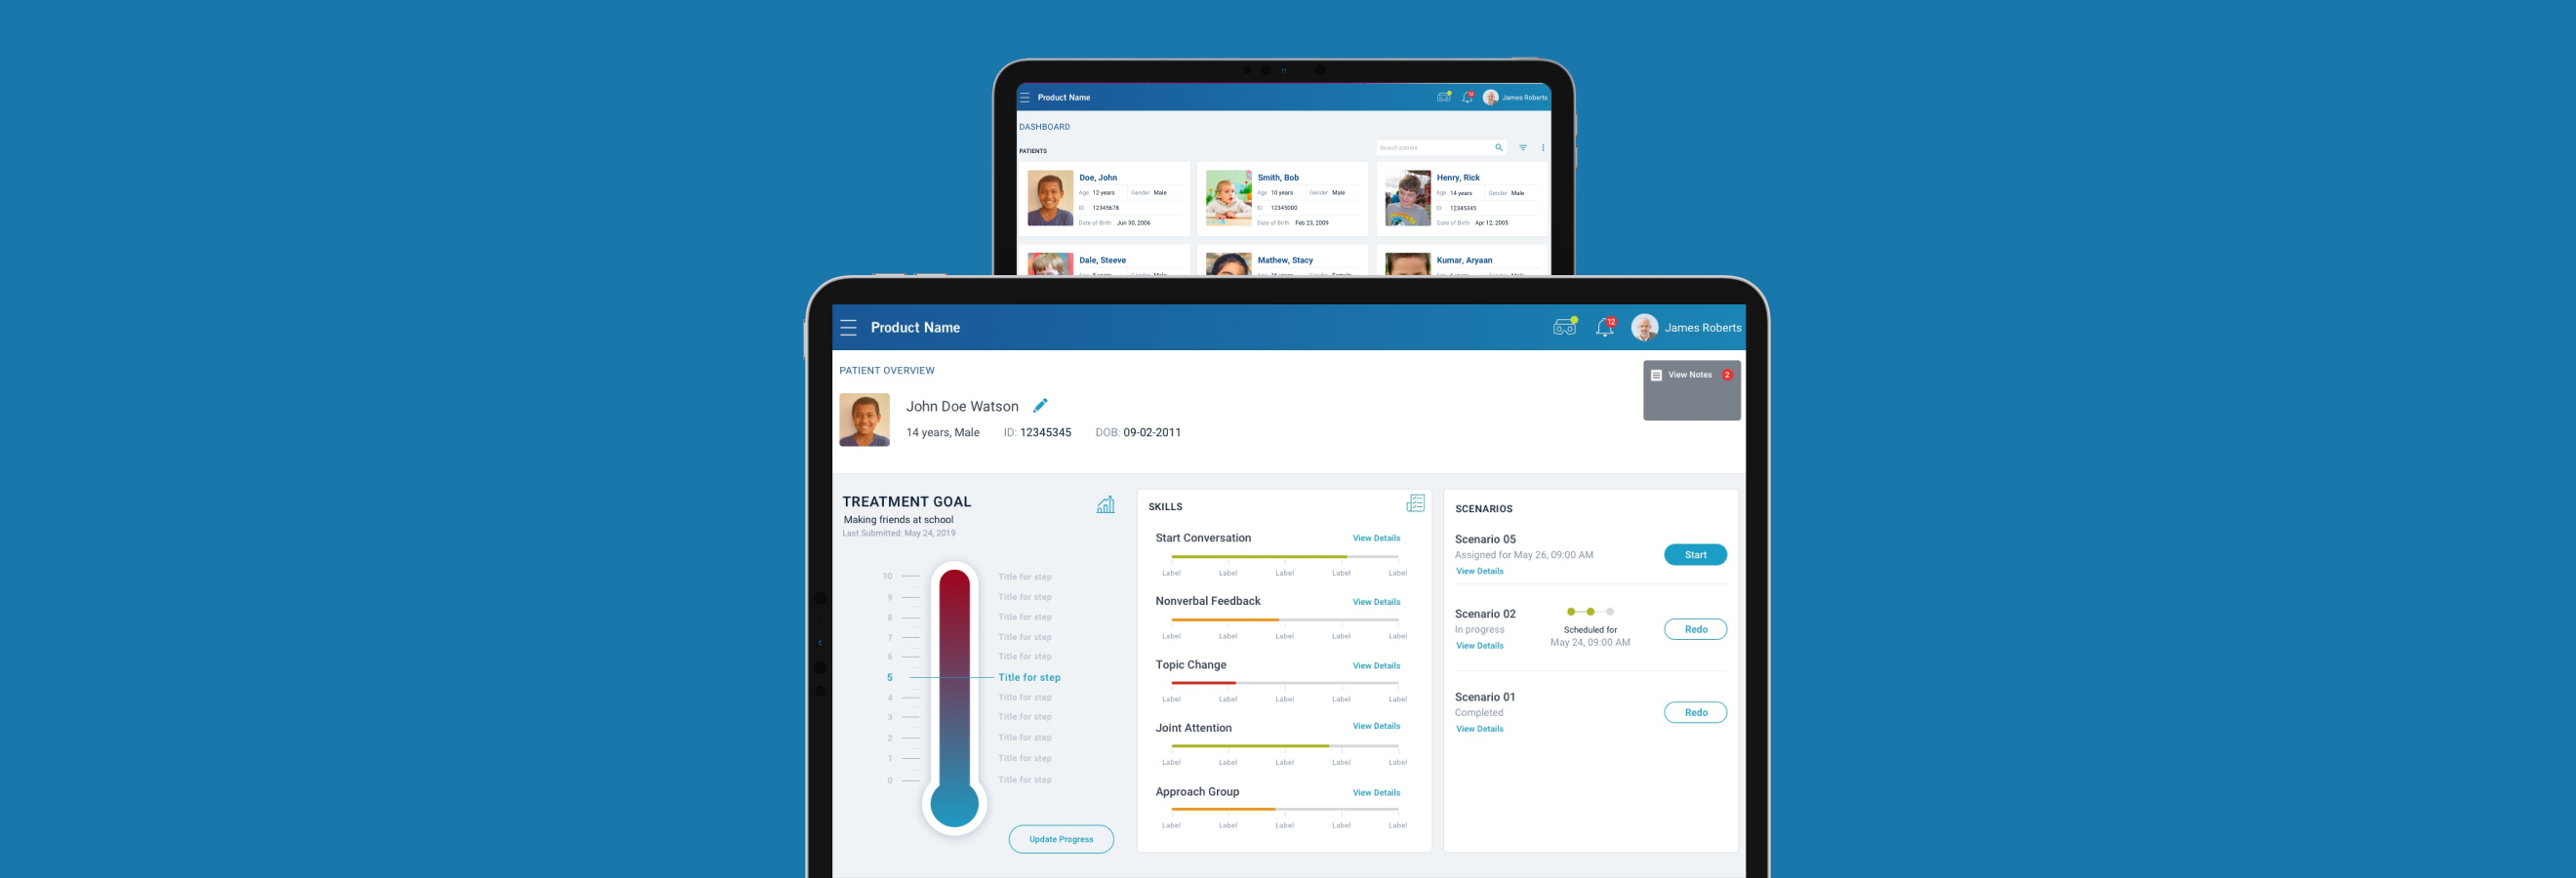 Product Name
12
James Roberts
DASHBOARD
PATIENTS
Search patient
Doe, John
Age 12 years Gender Male
ID 12345678
Date of Birth Jun 30, 2006
Smith, Bob
Age 10 years Gender Male
ID 12345000
Date of Birth Feb 23, 2009
Henry, Rick
Age 14 years Gender Male
ID 12345345
Date of Birth Apr 12, 2005
Dale, Steeve
Mathew, Stacy
Kumar, Aryaan
Product Name
12
James Roberts
PATIENT OVERVIEW
View Notes 2
John Doe Watson
14 years, Male ID: 12345345 DOB: 09-02-2011
TREATMENT GOAL
Making friends at school
Last Submitted: May 24, 2019
10 Title for step
9 Title for step
8 Title for step
7 Title for step
6 Title for step
5 Title for step
4 Title for step
3 Title for step
2 Title for step
1 Title for step
0 Title for step
Update Progress
SKILLS
Start Conversation View Details
Label Label Label Label Label
Nonverbal Feedback View Details
Label Label Label Label Label
Topic Change View Details
Label Label Label Label Label
Joint Attention View Details
Label Label Label Label Label
Approach Group View Details
Label Label Label Label Label
SCENARIOS
Scenario 05
Assigned for May 26, 09:00 AM
View Details
Start
Scenario 02
In progress
View Details
Scheduled for
May 24, 09:00 AM
Redo
Scenario 01
Completed
View Details
Redo